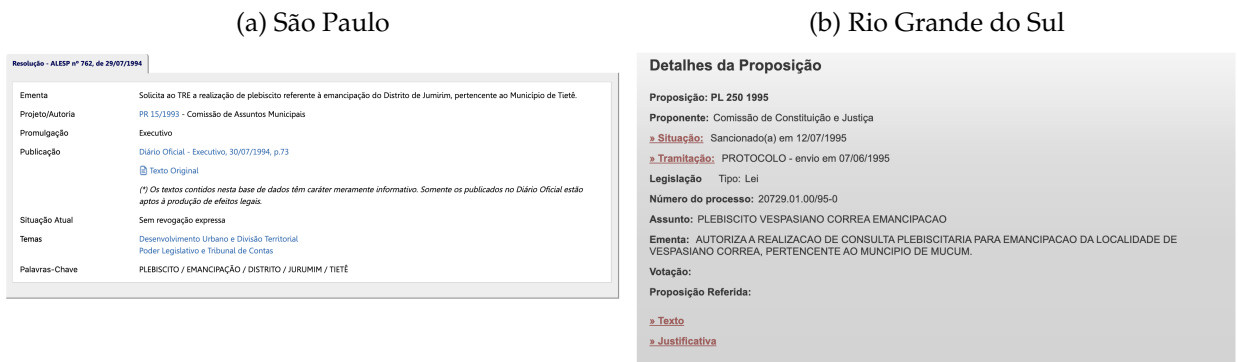 (a) São Paulo
Resolução - ALESP nº 762, de 29/07/1994
Ementa Solicita ao TRE a realização de plebiscito referente à emancipação do Distrito de Jumirim, pertencente ao Município de Tietê.
Projeto/Autoria PR 15/1993 - Comissão de Assuntos Municipais
Promulgação Executivo
Publicação Diário Oficial - Executivo, 30/07/1994, p.73
Texto Original
(*) Os textos contidos nesta base de dados têm caráter meramente informativo. Somente os publicados no Diário Oficial estão
aptos à produção de efeitos legais.
Situação Atual Sem revogação expressa
Temas Desenvolvimento Urbano e Divisão Territorial
Poder Legislativo e Tribunal de Contas
Palavras-Chave PLEBISCITO / EMANCIPAÇÃO / DISTRITO / JURUMIM / TIETÊ
(b) Rio Grande do Sul
Detalhes da Proposição
Proposição: PL 250 1995
Proponente: Comissão de Constituição e Justiça
» Situação: Sancionado(a) em 12/07/1995
» Tramitação: PROTOCOLO - envio em 07/06/1995
Legislação Tipo: Lei
Número do processo: 20729.01.00/95-0
Assunto: PLEBISCITO VESPASIANO CORREA EMANCIPACAO
Ementa: AUTORIZA A REALIZACAO DE CONSULTA PLEBISCITARIA PARA EMANCIPACAO DA LOCALIDADE DE
VESPASIANO CORREA, PERTENCENTE AO MUNCIPIO DE MUCUM.
Votação:
Proposição Referida:
» Texto
» Justificativa